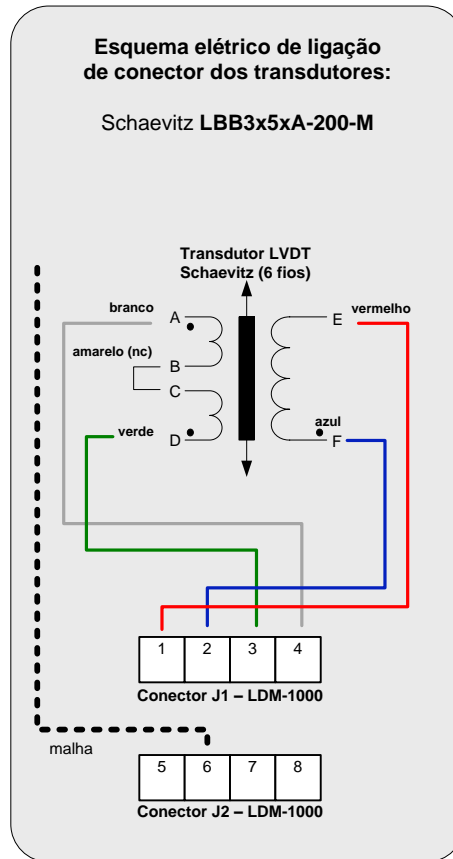 Esquema elétrico de ligação
de conector dos transdutores:
Schaevitz LBB3x5xA-200-M
Transdutor LVDT
Schaevitz (6 fios)
branco
A
E
vermelho
amarelo (nc)
B
C
verde
D
azul
F
1 2 3 4
Conector J1 – LDM-1000
malha
5 6 7 8
Conector J2 – LDM-1000